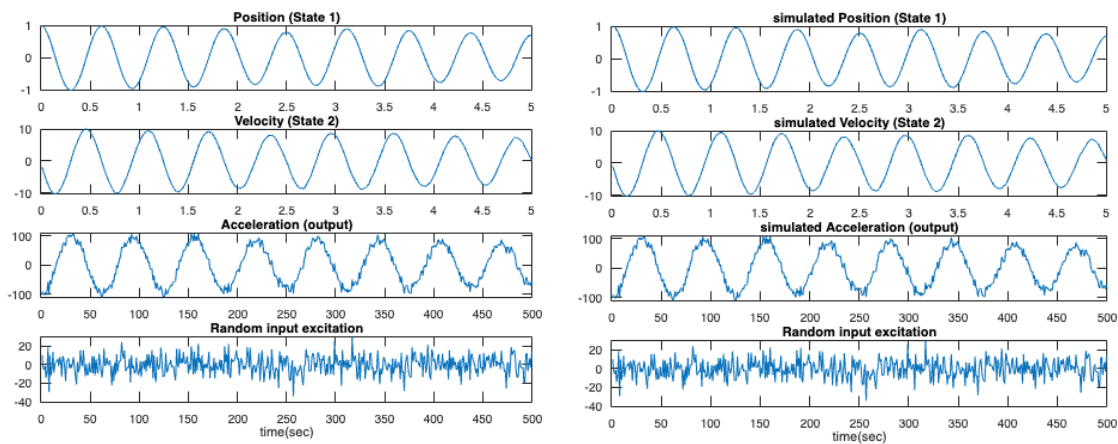 Position (State 1)
1
0
-1
0 0.5 1 1.5 2 2.5 3 3.5 4 4.5 5
Velocity (State 2)
10
0
-10
0 0.5 1 1.5 2 2.5 3 3.5 4 4.5 5
Acceleration (output)
100
0
-100
0 50 100 150 200 250 300 350 400 450 500
Random input excitation
20
0
-20
-40
0 50 100 150 200 250 300 350 400 450 500
time(sec)
simulated Position (State 1)
1
0
-1
0 0.5 1 1.5 2 2.5 3 3.5 4 4.5 5
simulated Velocity (State 2)
10
0
-10
0 0.5 1 1.5 2 2.5 3 3.5 4 4.5 5
simulated Acceleration (output)
100
0
-100
0 50 100 150 200 250 300 350 400 450 500
Random input excitation
20
0
-20
-40
0 50 100 150 200 250 300 350 400 450 500
time(sec)